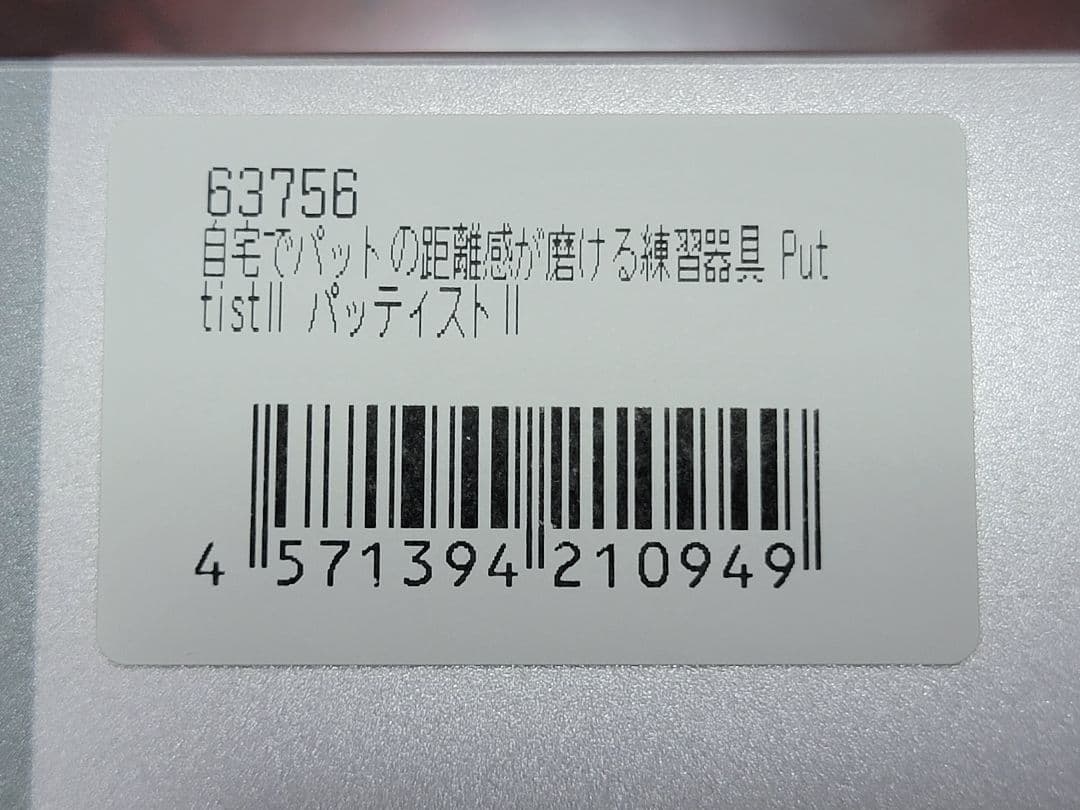 63756
自宅でパットの距離感が磨ける練習器具 Put
tistⅡ パッティストⅡ
4 571394 210949